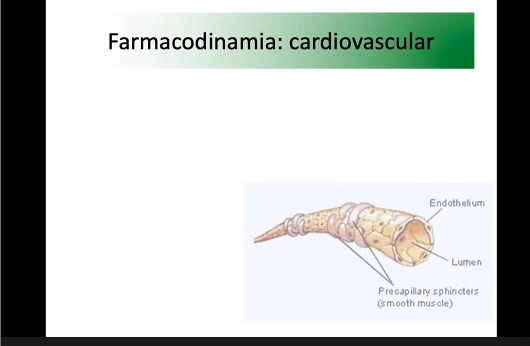 Farmacodinamia: cardiovascular
Endothelium
Lumen
Precapillary sphincters
(smooth muscle)